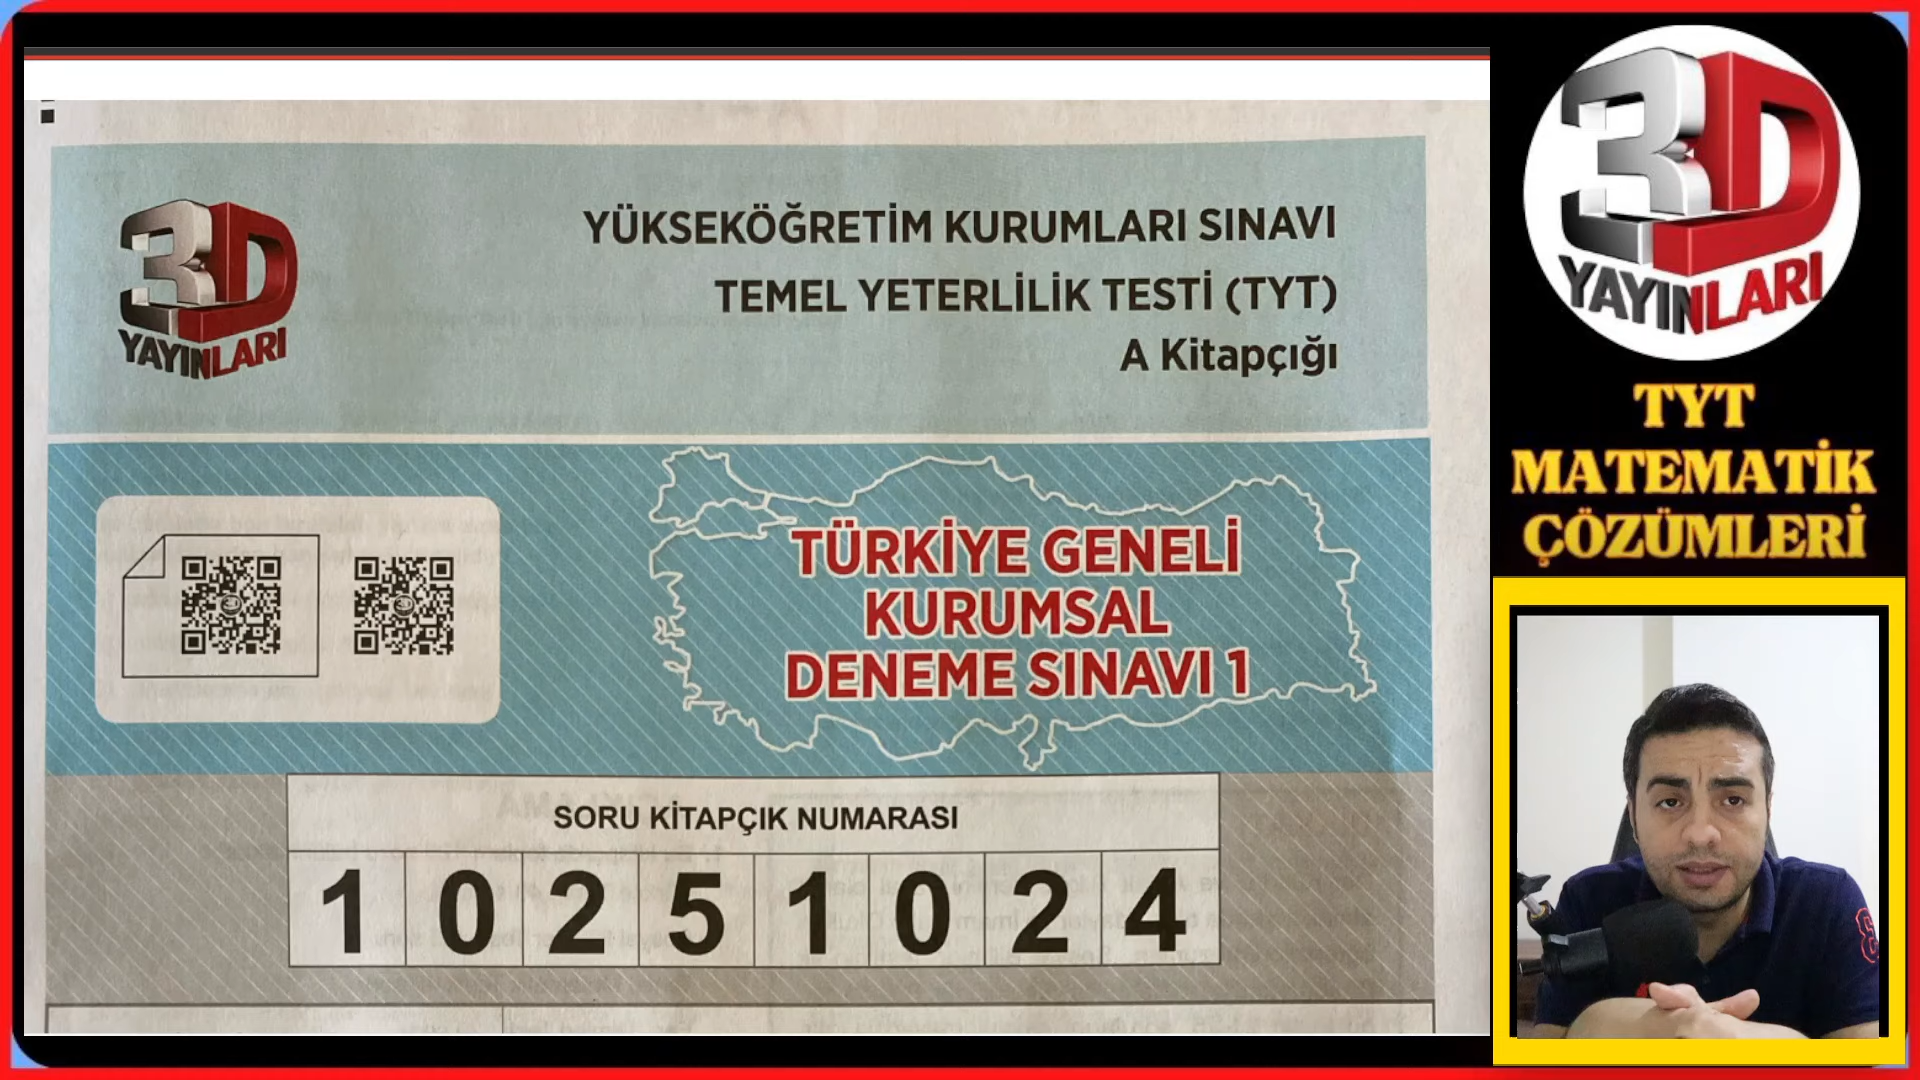 3D
YAYINLARI
YÜKSEKÖĞRETİM KURUMLARI SINAVI
TEMEL YETERLİLİK TESTİ (TYT)
A Kitapçığı
TÜRKİYE GENELİ
KURUMSAL
DENEME SINAVI 1
SORU KİTAPÇIK NUMARASI
1 0 2 5 1 0 2 4
3D
YAYINLARI
TYT
MATEMATİK
ÇÖZÜMLERİ